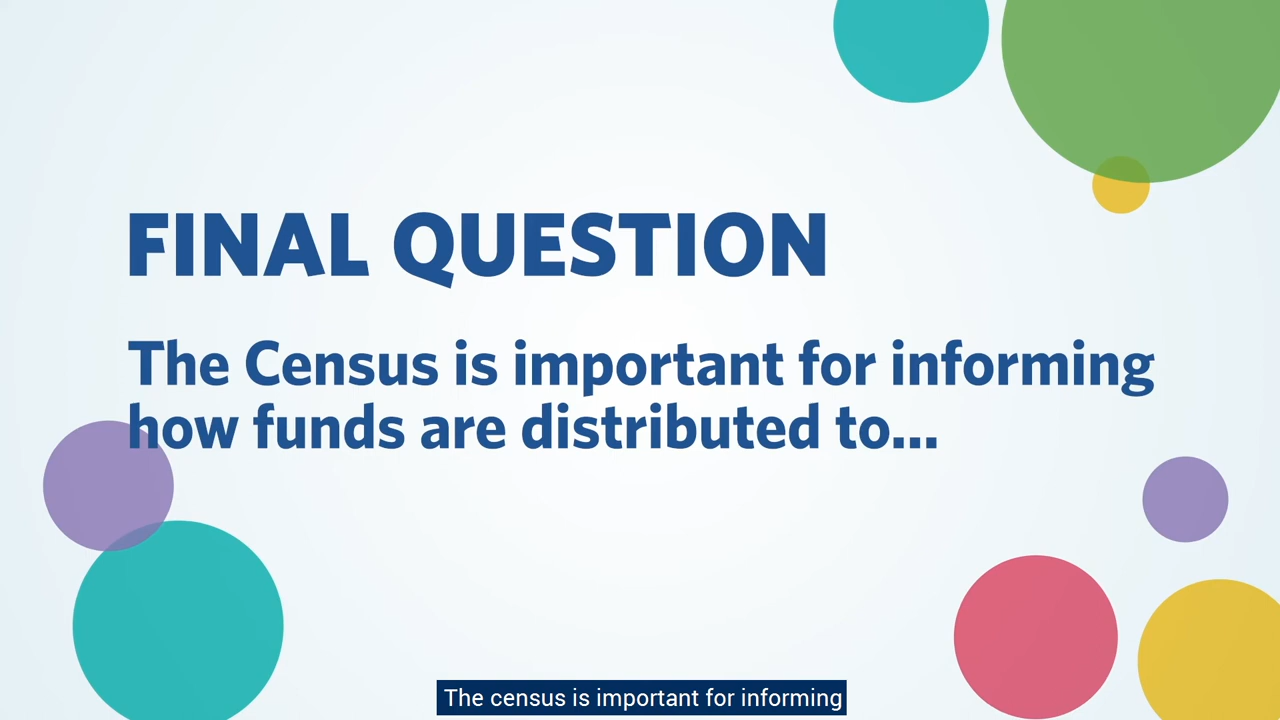 FINAL QUESTION
The Census is important for informing
how funds are distributed to...
The census is important for informing